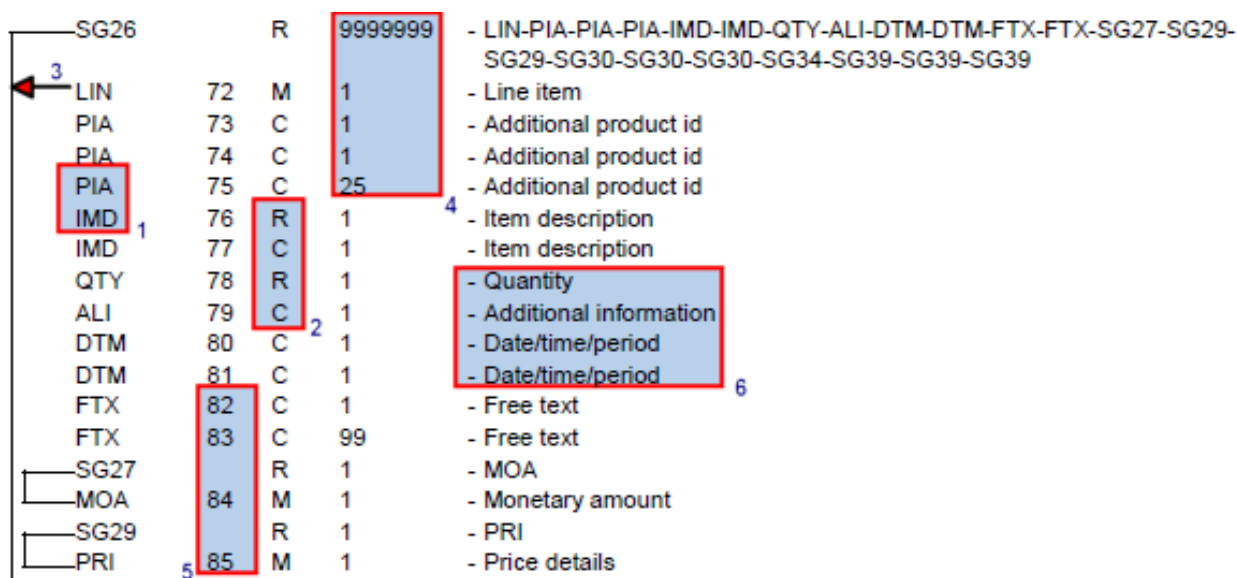 SG26 R 9999999 - LIN-PIA-PIA-PIA-IMD-IMD-QTY-ALI-DTM-DTM-FTX-FTX-SG27-SG29-
SG29-SG30-SG30-SG30-SG34-SG39-SG39-SG39
3
LIN 72 M 1 - Line item
PIA 73 C 1 - Additional product id
PIA 74 C 1 - Additional product id
PIA 75 C 25 - Additional product id
4
IMD 76 R 1 - Item description
1
IMD 77 C 1 - Item description
QTY 78 R 1 - Quantity
ALI 79 C 1 - Additional information
2
DTM 80 C 1 - Date/time/period
DTM 81 C 1 - Date/time/period
6
FTX 82 C 1 - Free text
FTX 83 C 99 - Free text
SG27 R 1 - MOA
MOA 84 M 1 - Monetary amount
SG29 R 1 - PRI
PRI 85 M 1 - Price details
5